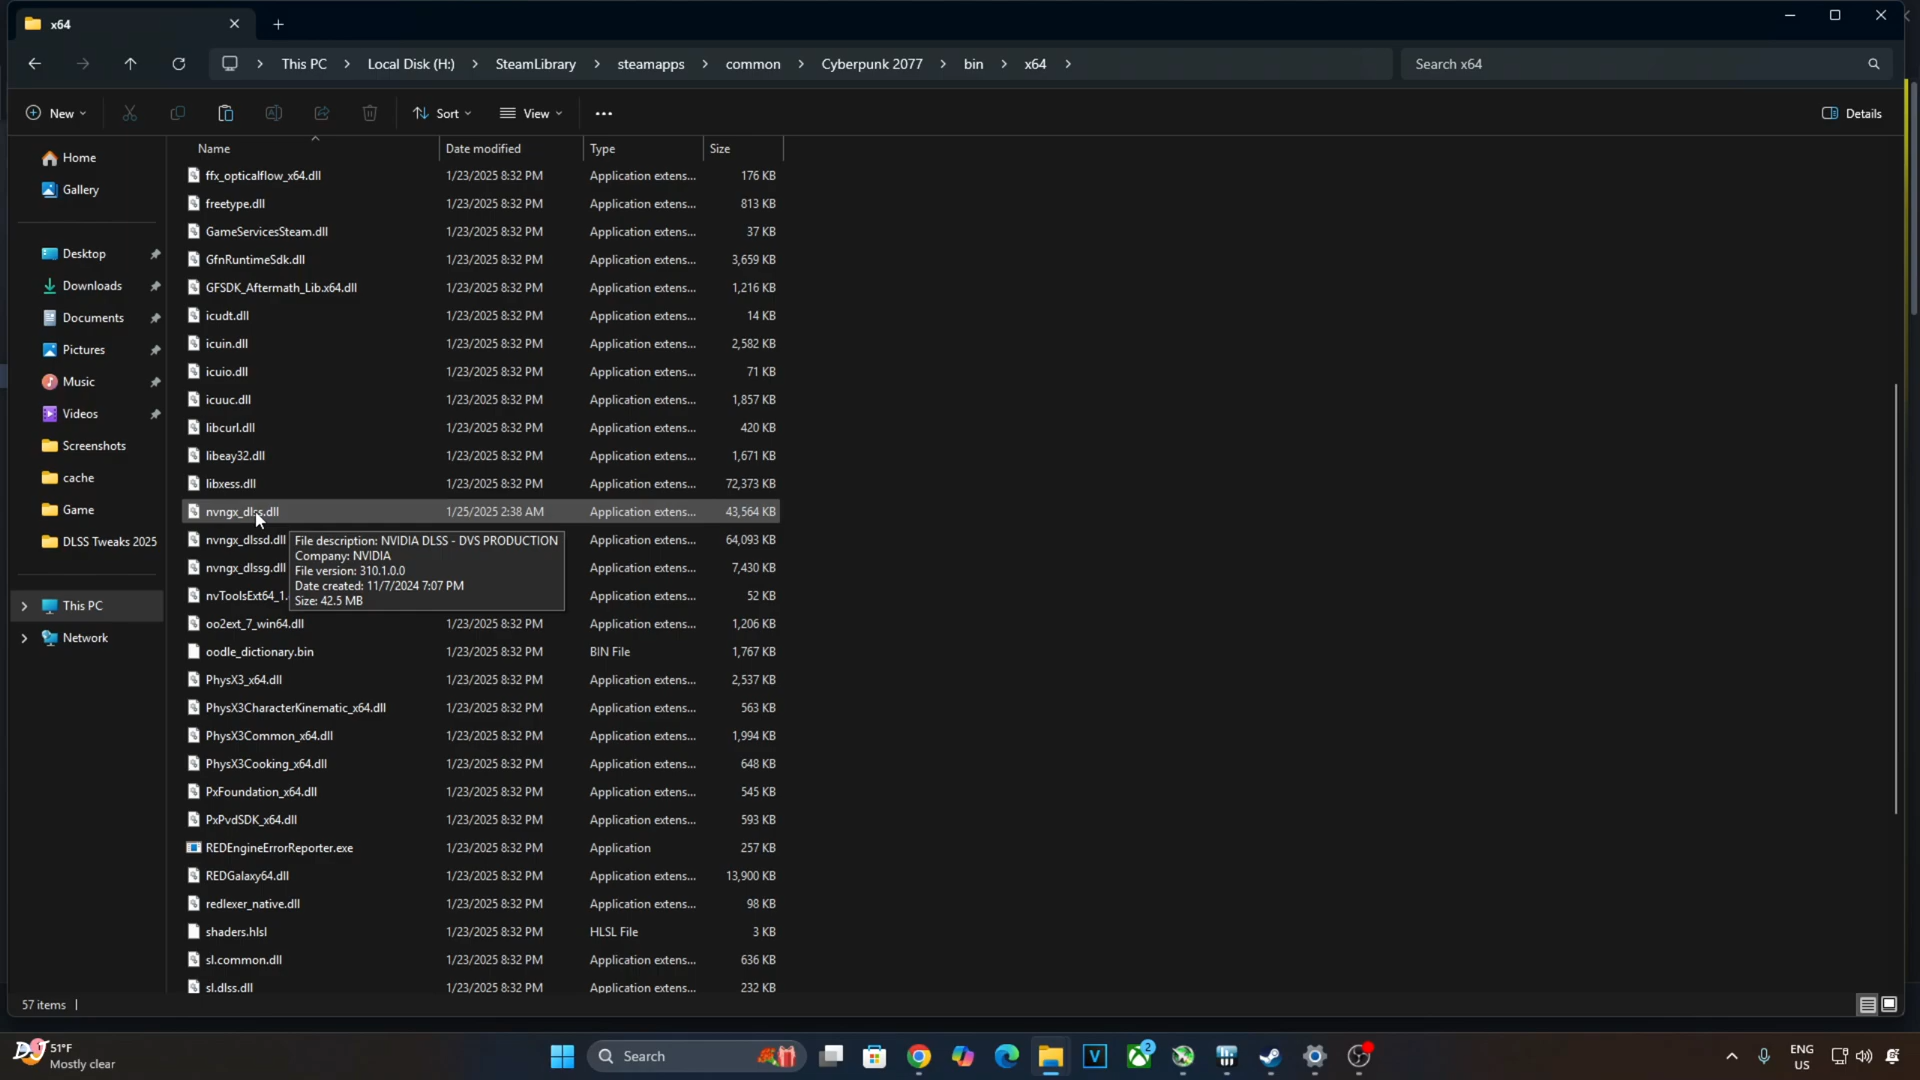 x64
This PC > Local Disk (H:) > SteamLibrary > steamapps > common > Cyberpunk 2077 > bin > x64 >
Search x64
New
Sort
View
Details
Name Date modified Type Size
Home
Gallery
Desktop
Downloads
Documents
Pictures
Music
Videos
Screenshots
cache
Game
DLSS Tweaks 2025
This PC
Network
ffx_opticalflow_x64.dll 1/23/2025 8:32 PM Application extens... 176 KB
freetype.dll 1/23/2025 8:32 PM Application extens... 813 KB
GameServicesSteam.dll 1/23/2025 8:32 PM Application extens... 37 KB
GfnRuntimeSdk.dll 1/23/2025 8:32 PM Application extens... 3,659 KB
GFSDK_Aftermath_Lib.x64.dll 1/23/2025 8:32 PM Application extens... 1,216 KB
icudt.dll 1/23/2025 8:32 PM Application extens... 14 KB
icuin.dll 1/23/2025 8:32 PM Application extens... 2,582 KB
icuio.dll 1/23/2025 8:32 PM Application extens... 71 KB
icuuc.dll 1/23/2025 8:32 PM Application extens... 1,857 KB
libcurl.dll 1/23/2025 8:32 PM Application extens... 420 KB
libeay32.dll 1/23/2025 8:32 PM Application extens... 1,671 KB
libxess.dll 1/23/2025 8:32 PM Application extens... 72,373 KB
nvngx_dlss.dll 1/25/2025 2:38 AM Application extens... 43,564 KB
nvngx_dlssd.dll Application extens... 64,093 KB
nvngx_dlssg.dll Application extens... 7,430 KB
nvToolsExt64_1. Application extens... 52 KB
File description: NVIDIA DLSS - DVS PRODUCTION
Company: NVIDIA
File version: 310.1.0.0
Date created: 11/7/2024 7:07 PM
Size: 42.5 MB
oo2ext_7_win64.dll 1/23/2025 8:32 PM Application extens... 1,206 KB
oodle_dictionary.bin 1/23/2025 8:32 PM BIN File 1,767 KB
PhysX3_x64.dll 1/23/2025 8:32 PM Application extens... 2,537 KB
PhysX3CharacterKinematic_x64.dll 1/23/2025 8:32 PM Application extens... 563 KB
PhysX3Common_x64.dll 1/23/2025 8:32 PM Application extens... 1,994 KB
PhysX3Cooking_x64.dll 1/23/2025 8:32 PM Application extens... 648 KB
PxFoundation_x64.dll 1/23/2025 8:32 PM Application extens... 545 KB
PxPvdSDK_x64.dll 1/23/2025 8:32 PM Application extens... 593 KB
REDEngineErrorReporter.exe 1/23/2025 8:32 PM Application 257 KB
REDGalaxy64.dll 1/23/2025 8:32 PM Application extens... 13,900 KB
redlexer_native.dll 1/23/2025 8:32 PM Application extens... 98 KB
shaders.hlsl 1/23/2025 8:32 PM HLSL File 3 KB
sl.common.dll 1/23/2025 8:32 PM Application extens... 636 KB
sl.dlss.dll 1/23/2025 8:32 PM Application extens... 232 KB
57 items
DJ
51°F
Mostly clear
Search
V
2
ENG
US